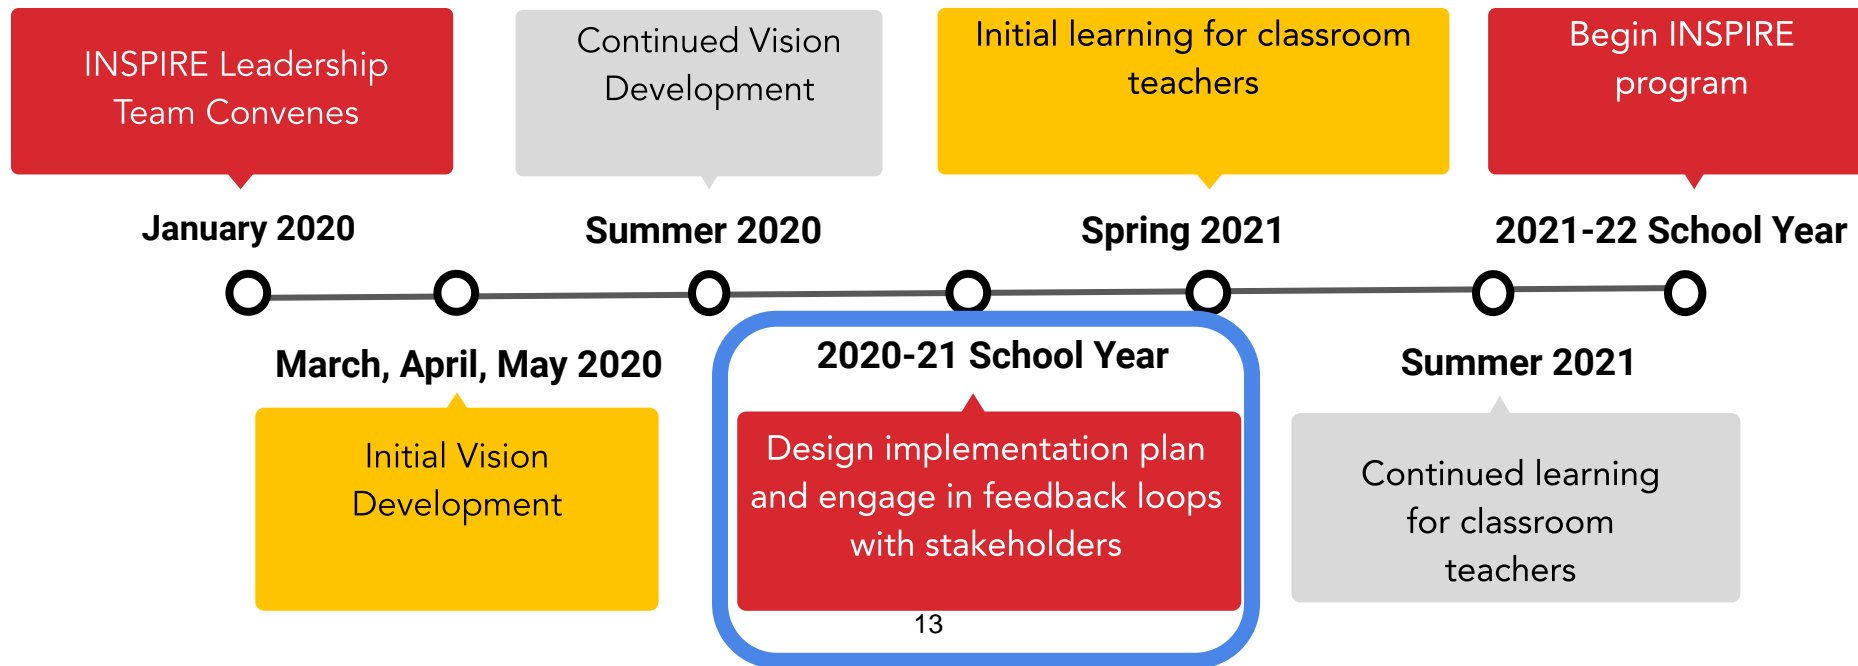 INSPIRE Leadership
Team Convenes
Continued Vision
Development
Initial learning for classroom
teachers
Begin INSPIRE
program
January 2020
Summer 2020
Spring 2021
2021-22 School Year
March, April, May 2020
2020-21 School Year
Summer 2021
Initial Vision
Development
Design implementation plan
and engage in feedback loops
with stakeholders
Continued learning
for classroom
teachers
13